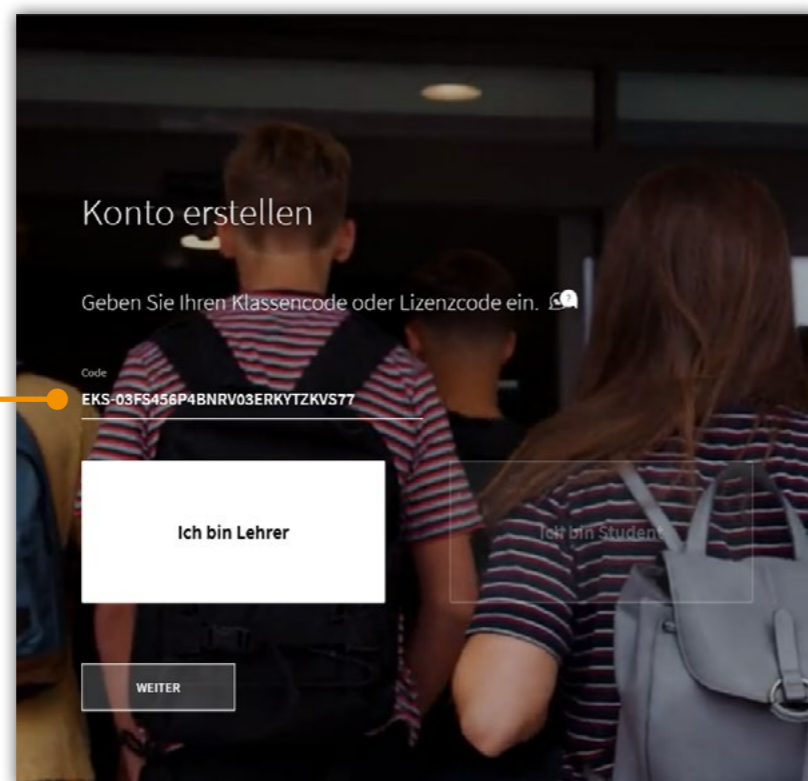 Konto erstellen
Geben Sie Ihren Klassencode oder Lizenzcode ein.
Code
EKS-03FS456P4BNRV03ERKYTZKVS77
Ich bin Lehrer
Ich bin Student
WEITER